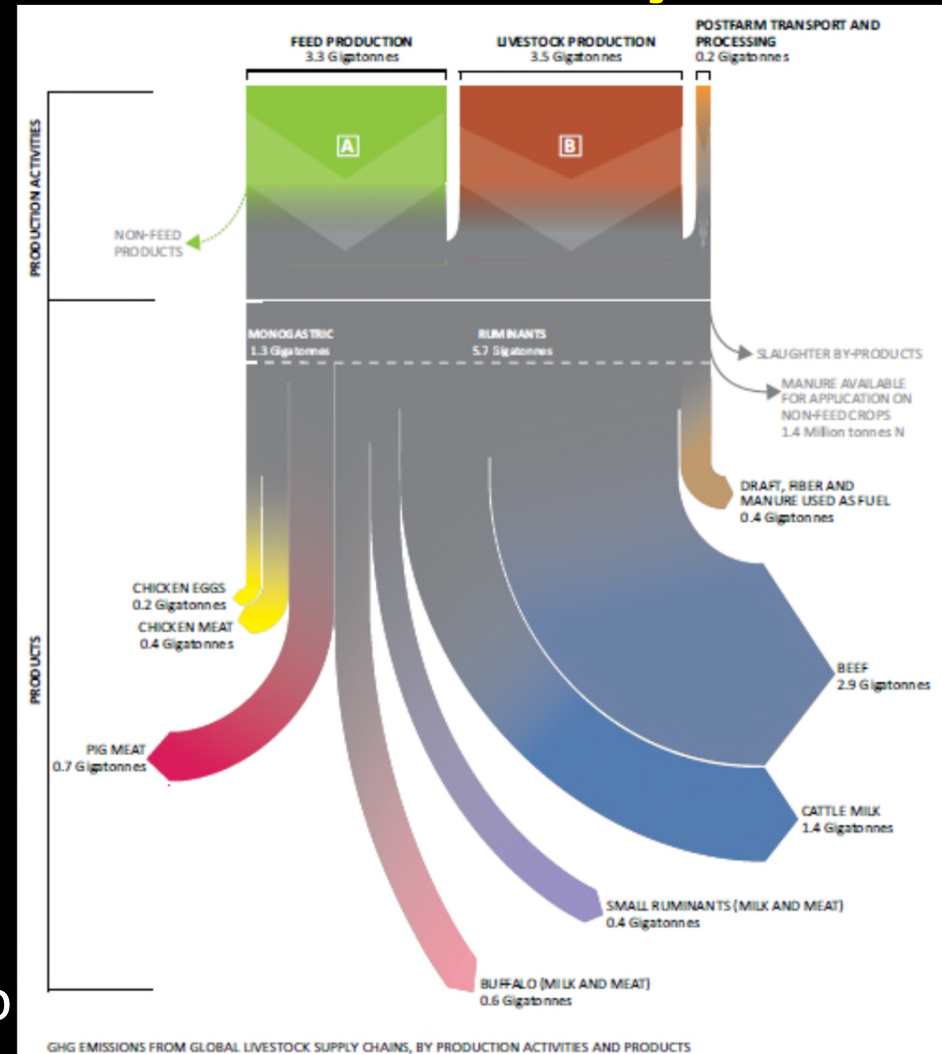 FEED PRODUCTION
3.3 Gigatonnes
LIVESTOCK PRODUCTION
3.5 Gigatonnes
POSTFARM TRANSPORT AND
PROCESSING
0.2 Gigatonnes
PRODUCTION ACTIVITIES
A
B
NON-FEED
PRODUCTS
MONOGASTRIC
1.3 Gigatonnes
RUMINANTS
5.7 Gigatonnes
SLAUGHTER BY-PRODUCTS
MANURE AVAILABLE
FOR APPLICATION ON
NON-FEED CROPS
1.4 Million tonnes N
DRAFT, FIBER AND
MANURE USED AS FUEL
0.4 Gigatonnes
PRODUCTS
CHICKEN EGGS
0.2 Gigatonnes
CHICKEN MEAT
0.4 Gigatonnes
BEEF
2.9 Gigatonnes
PIG MEAT
0.7 Gigatonnes
CATTLE MILK
1.4 Gigatonnes
SMALL RUMINANTS (MILK AND MEAT)
0.4 Gigatonnes
BUFFALO (MILK AND MEAT)
0.6 Gigatonnes
GHG EMISSIONS FROM GLOBAL LIVESTOCK SUPPLY CHAINS, BY PRODUCTION ACTIVITIES AND PRODUCTS